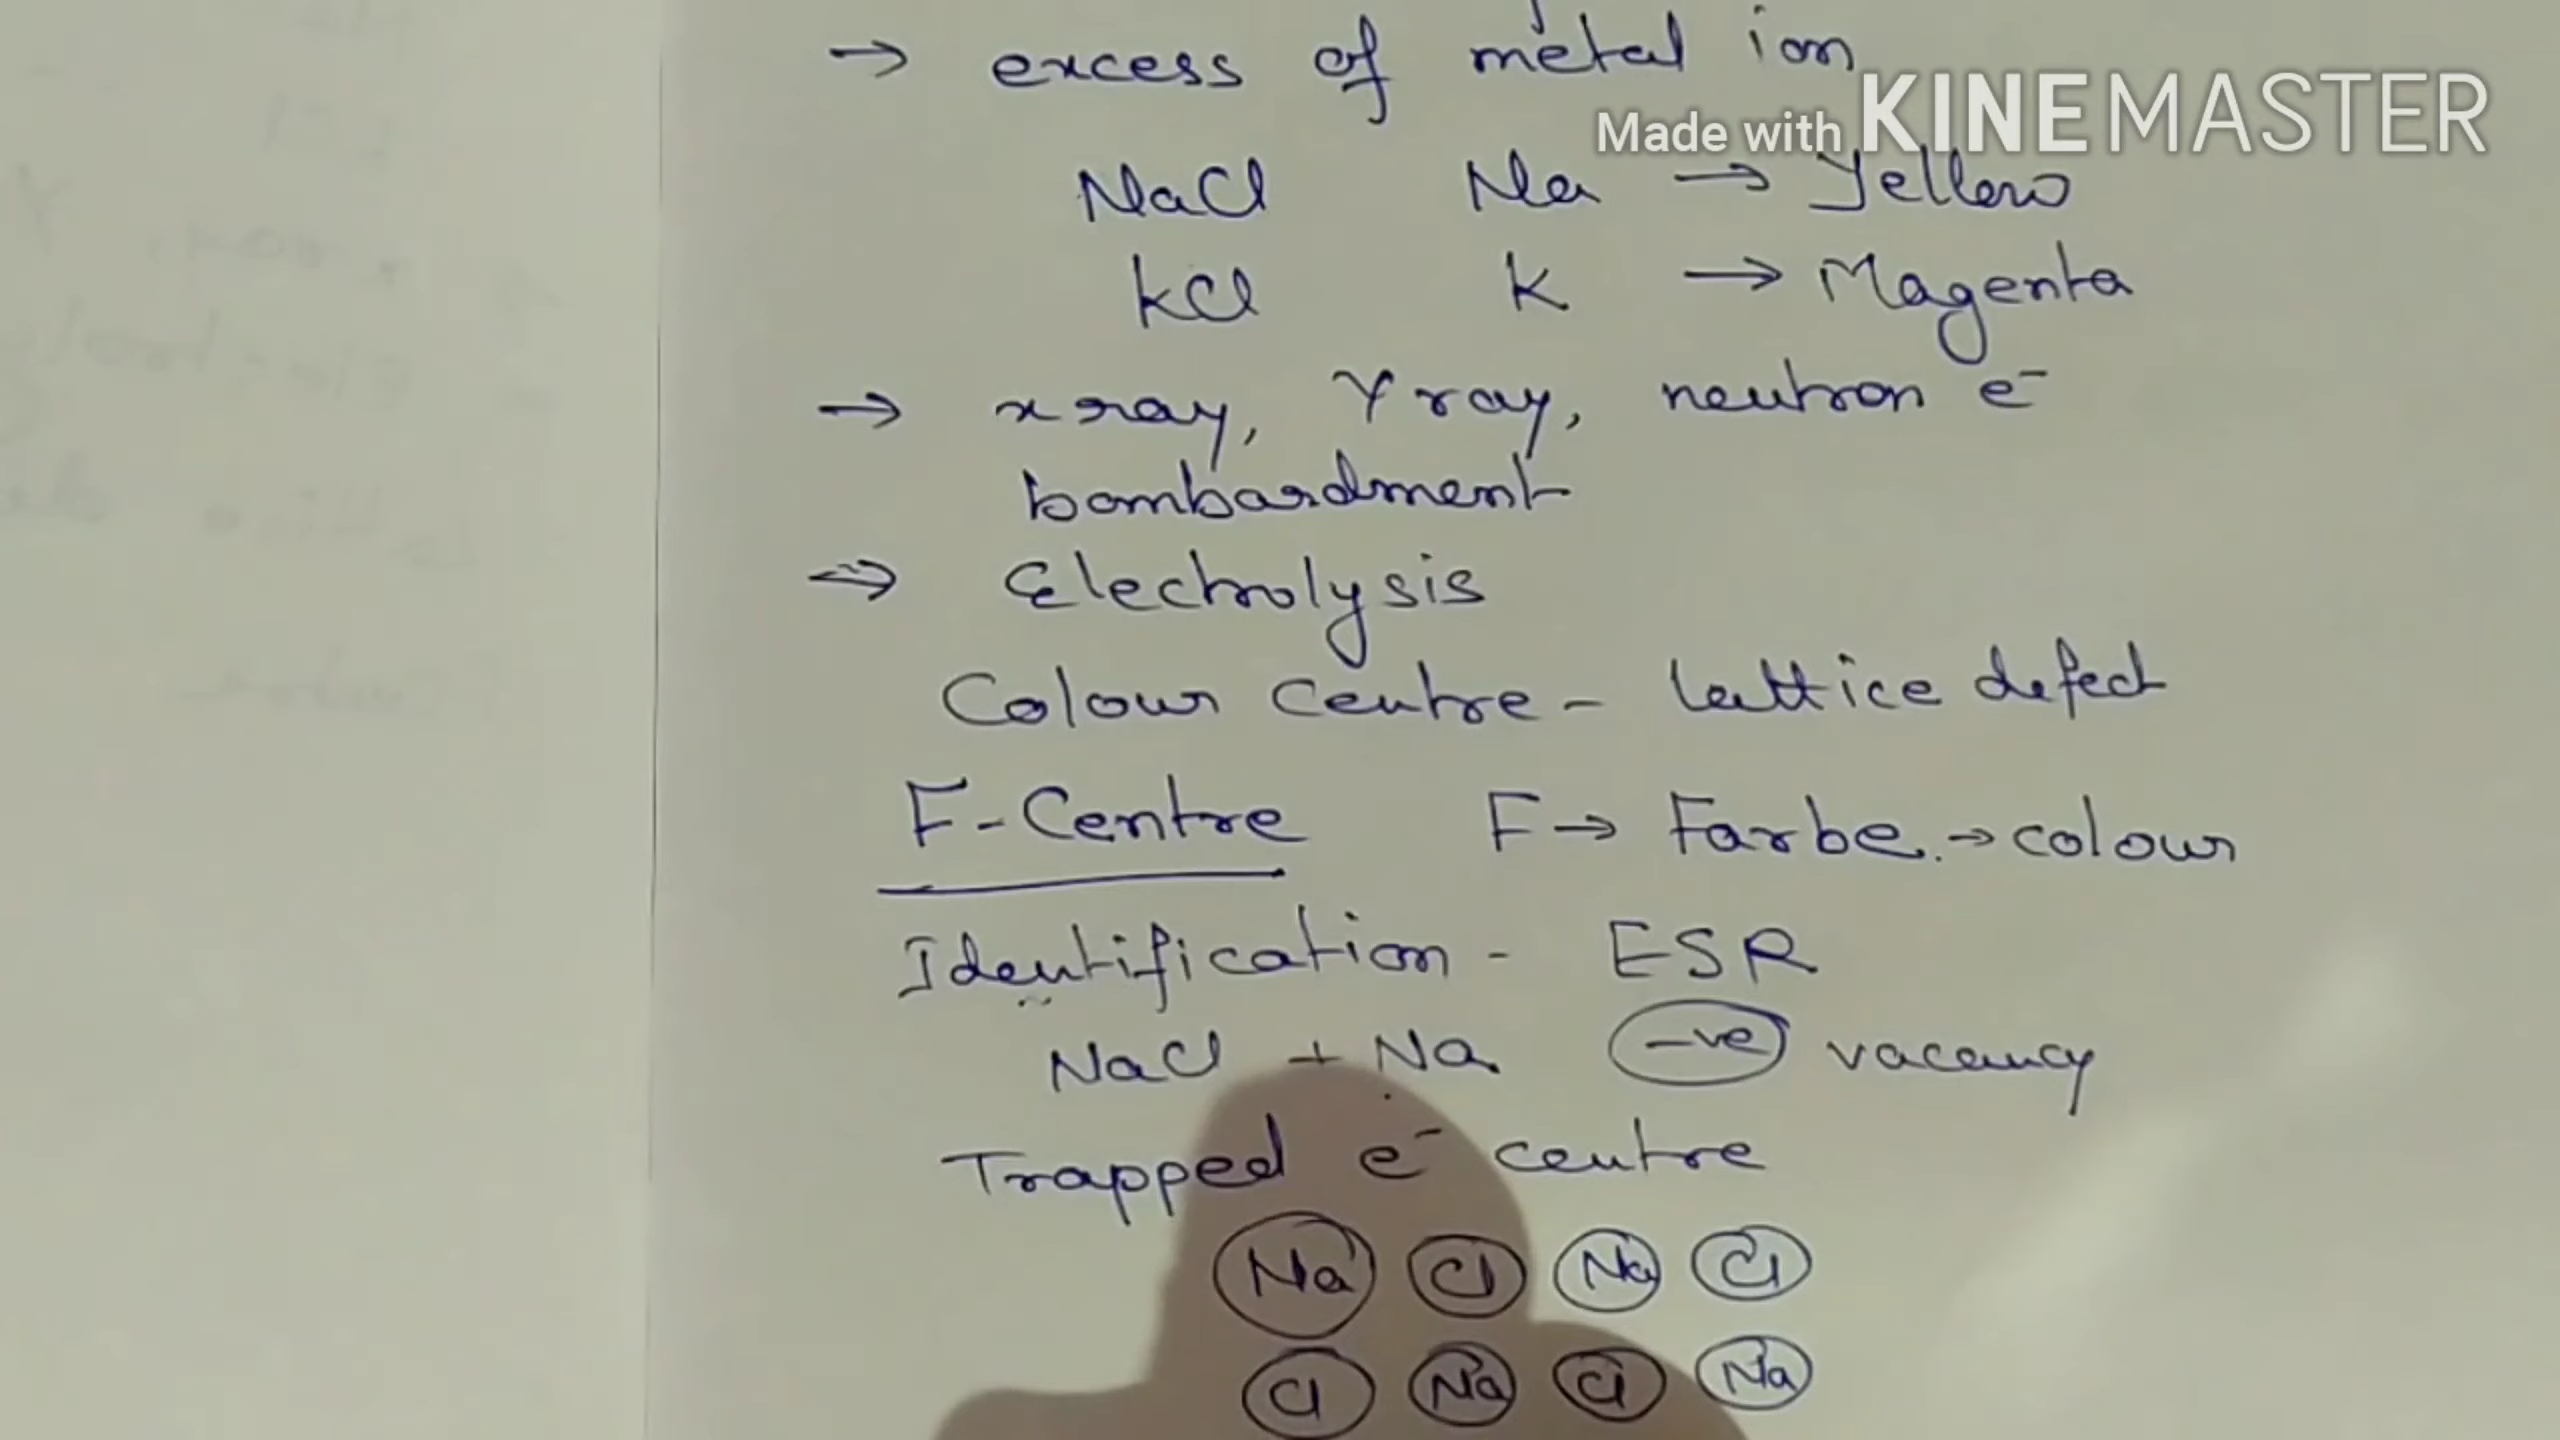 → excess of metal ion
Made with KINEMASTER
NaCl Na → Yellow
KCl K → Magenta
→ x ray, γ ray, neutron e⁻
bombardment
⇒ Electrolysis
Colour Centre - lattice defect
F-Centre F → Farbe. → colour
Identification - ESR
NaCl + Na -ve vacancy
Trapped e⁻ centre
Na Cl Na Cl
Cl Na Cl Na